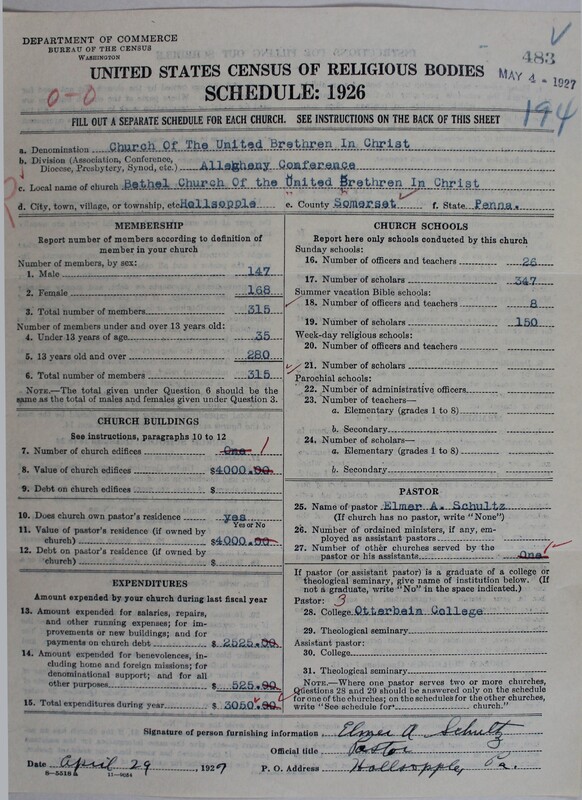 DEPARTMENT OF COMMERCE
BUREAU OF THE CENSUS
WASHINGTON
483
MAY 4 - 1927
194
0-0
UNITED STATES CENSUS OF RELIGIOUS BODIES
SCHEDULE: 1926
FILL OUT A SEPARATE SCHEDULE FOR EACH CHURCH. SEE INSTRUCTIONS ON THE BACK OF THIS SHEET
a. Denomination Church Of The United Brethren In Christ
b. Division (Association, Conference, Diocese, Presbytery, Synod, etc.) Allegheny Conference
c. Local name of church Bethel Church Of the United Brethren In Christ
d. City, town, village, or township, etc. Hollsopple e. County Somerset f. State Penna.
MEMBERSHIP
Report number of members according to definition of
member in your church
Number of members, by sex:
1. Male 147
2. Female 168
3. Total number of members 315
Number of members under and over 13 years old:
4. Under 13 years of age 35
5. 13 years old and over 280
6. Total number of members 315
NOTE.—The total given under Question 6 should be
same as the total of males and females given under Question 3.
CHURCH BUILDINGS
See instructions, paragraphs 10 to 12
7. Number of church edifices One 1
8. Value of church edifices $4000.00
9. Debt on church edifices $
10. Does church own pastor's residence yes
Yes or No
11. Value of pastor's residence (if owned by
church) $4000.00
12. Debt on pastor's residence (if owned by
church) $
EXPENDITURES
Amount expended by your church during last fiscal year
13. Amount expended for salaries, repairs,
and other running expenses; for im-
provements or new buildings; and for
payments on church debt $ 2525.00
14. Amount expended for benevolences, in-
cluding home and foreign missions; for
denominational support; and for all
other purposes $ 525.00
15. Total expenditures during year $ 3050.00
CHURCH SCHOOLS
Report here only schools conducted by this church
Sunday schools:
16. Number of officers and teachers 26
17. Number of scholars 347
Summer vacation Bible schools:
18. Number of officers and teachers 8
19. Number of scholars 150
Week-day religious schools:
20. Number of officers and teachers
21. Number of scholars
Parochial schools:
22. Number of administrative officers
23. Number of teachers—
a. Elementary (grades 1 to 8)
b. Secondary
24. Number of scholars—
a. Elementary (grades 1 to 8)
b. Secondary
PASTOR
25. Name of pastor Elmer A. Schultz
(If church has no pastor, write "None")
26. Number of ordained ministers, if any, em-
ployed as assistant pastors
27. Number of other churches served by the
pastor or his assistants One
If pastor (or assistant pastor) is a graduate of a college or
theological seminary, give name of institution below. (If
not a graduate, write "No" in the space indicated.)
Pastor: 3
28. College Otterbein College
29. Theological seminary
Assistant pastor:
30. College
31. Theological seminary
NOTE.—Where one pastor serves two or more churches,
Questions 28 and 29 should be answered only on the schedule
for one of the churches; on the schedules for the other churches,
write "See schedule for church."
Signature of person furnishing information Elmer A Schultz
Official title Pastor
Date April 29 1927 P. O. Address Hollsopple, Pa.
8-5518 a 11-9054